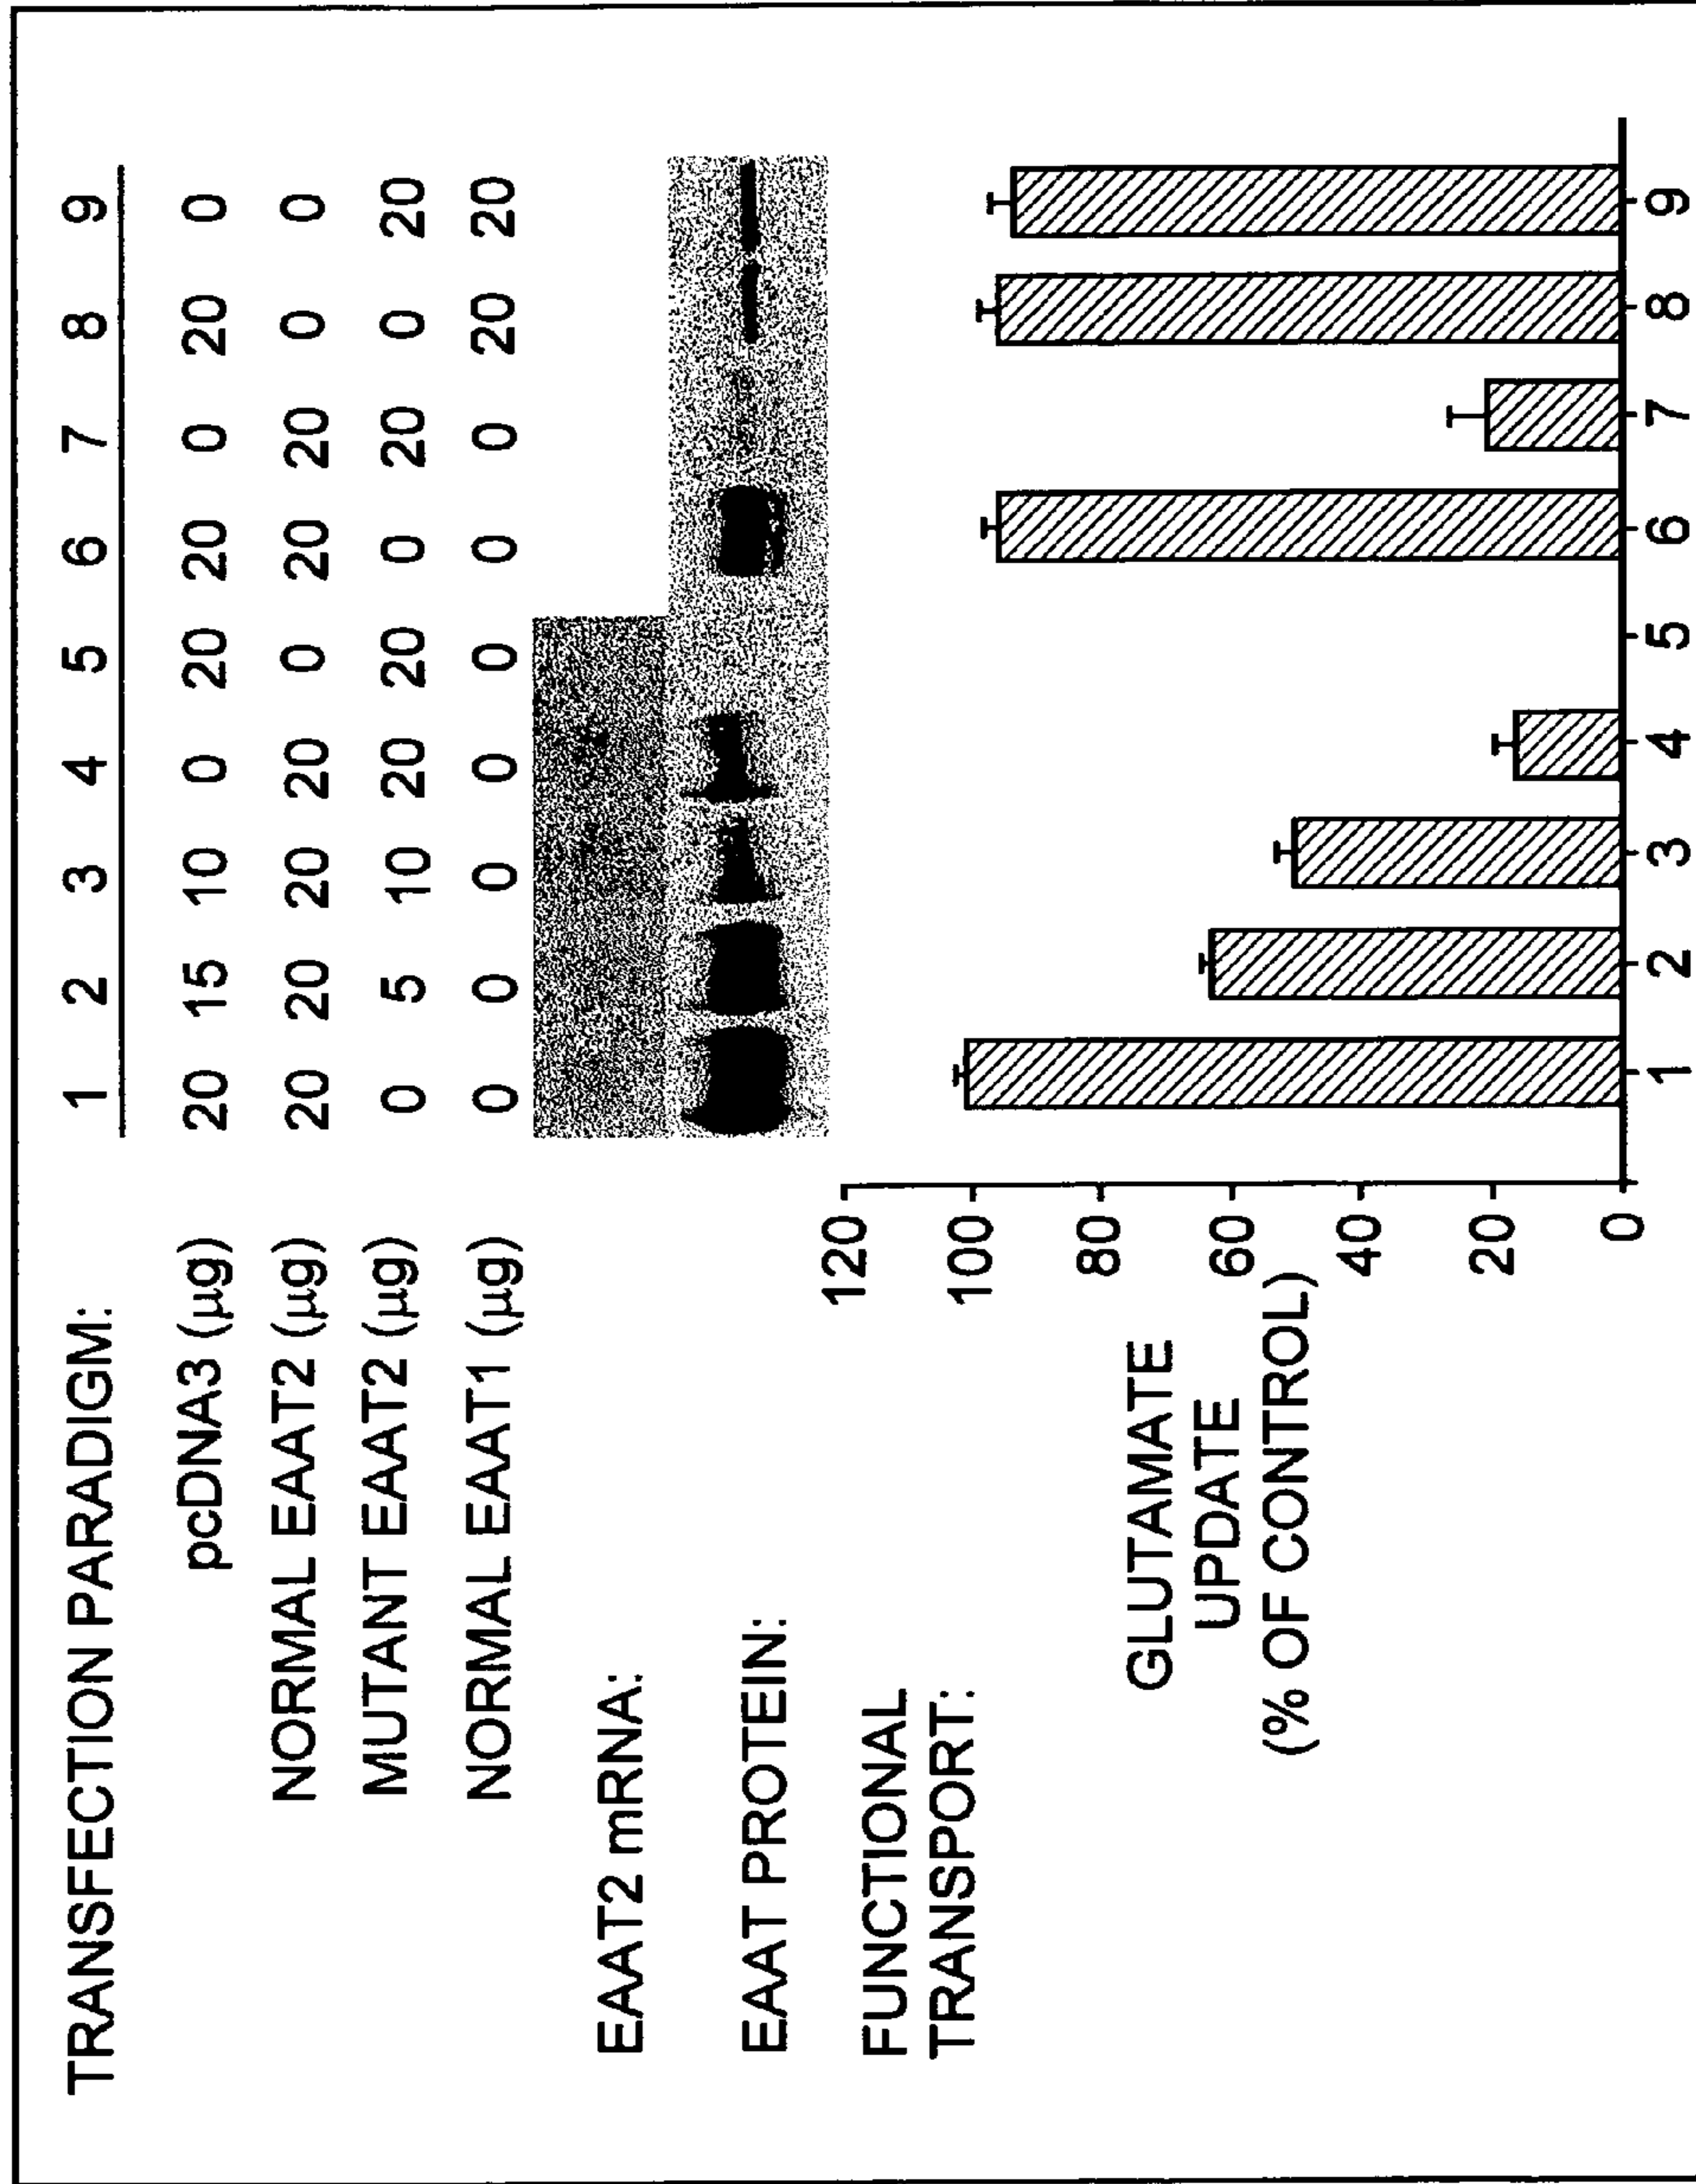 TRANSFECTION PARADIGM: 1 2 3 4 5 6 7 8 9
pcDNA3 (μg) 20 15 10 0 20 20 0 20 0
NORMAL EAAT2 (μg) 20 20 20 20 0 20 20 0 0
MUTANT EAAT2 (μg) 0 5 10 20 20 0 20 0 20
NORMAL EAAT1 (μg) 0 0 0 0 0 0 0 20 20
EAAT2 mRNA:
EAAT PROTEIN:
FUNCTIONAL
TRANSPORT:
GLUTAMATE
UPDATE
(% OF CONTROL)
120
100
80
60
40
20
0
1 2 3 4 5 6 7 8 9